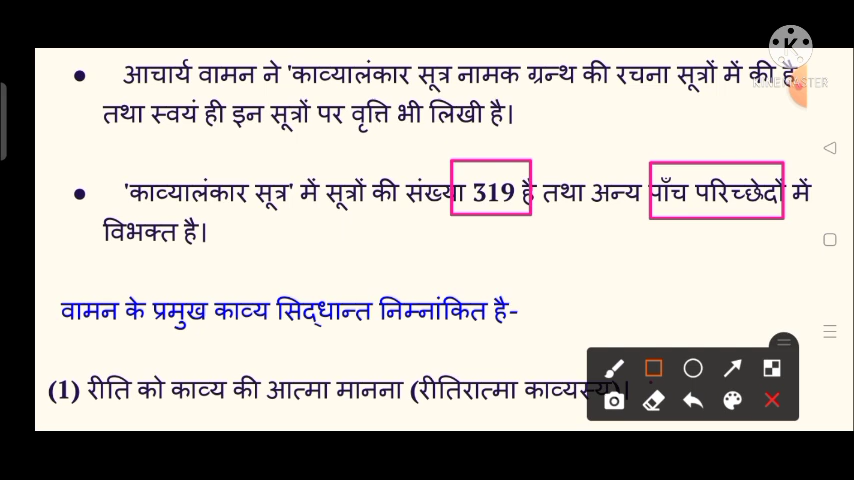 आचार्य वामन ने 'काव्यालंकार सूत्र नामक ग्रन्थ की रचना सूत्रों में की है
तथा स्वयं ही इन सूत्रों पर वृत्ति भी लिखी है।
'काव्यालंकार सूत्र' में सूत्रों की संख्या 319 है तथा अन्य पाँच परिच्छेदों में
विभक्त है।
वामन के प्रमुख काव्य सिद्धान्त निम्नांकित है-
(1) रीति को काव्य की आत्मा मानना (रीतिरात्मा काव्यस्य)।
KINEMASTER